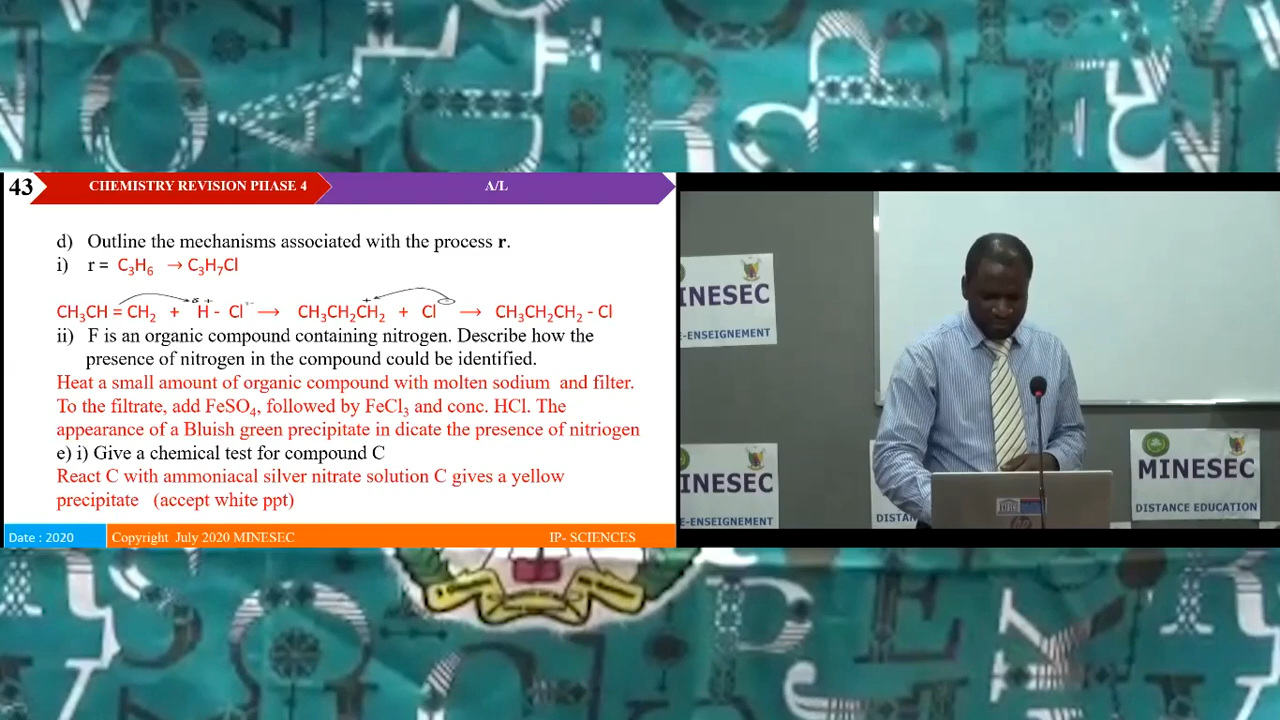 43 CHEMISTRY REVISION PHASE 4 A/L
d) Outline the mechanisms associated with the process r.
i) r = C₃H₆ → C₃H₇Cl
δ+ +
CH₃CH = CH₂ + H - Cl → CH₃CH₂CH₂ + Cl → CH₃CH₂CH₂ - Cl
ii) F is an organic compound containing nitrogen. Describe how the
presence of nitrogen in the compound could be identified.
Heat a small amount of organic compound with molten sodium and filter.
To the filtrate, add FeSO₄, followed by FeCl₃ and conc. HCl. The
appearance of a Bluish green precipitate in dicate the presence of nitriogen
e) i) Give a chemical test for compound C
React C with ammoniacal silver nitrate solution C gives a yellow
precipitate (accept white ppt)
Date : 2020 Copyright July 2020 MINESEC IP- SCIENCES
INESEC
E-ENSEIGNEMENT
MINESEC
E-ENSEIGNEMENT
DISTAN
MINESEC
DISTANCE EDUCATION
hp